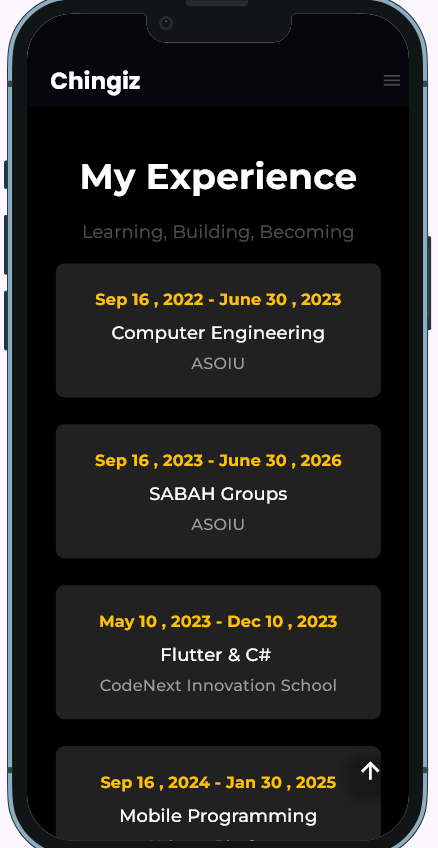 Chingiz
My Experience
Learning, Building, Becoming
Sep 16 , 2022 - June 30 , 2023
Computer Engineering
ASOIU
Sep 16 , 2023 - June 30 , 2026
SABAH Groups
ASOIU
May 10 , 2023 - Dec 10 , 2023
Flutter & C#
CodeNext Innovation School
Sep 16 , 2024 - Jan 30 , 2025
Mobile Programming